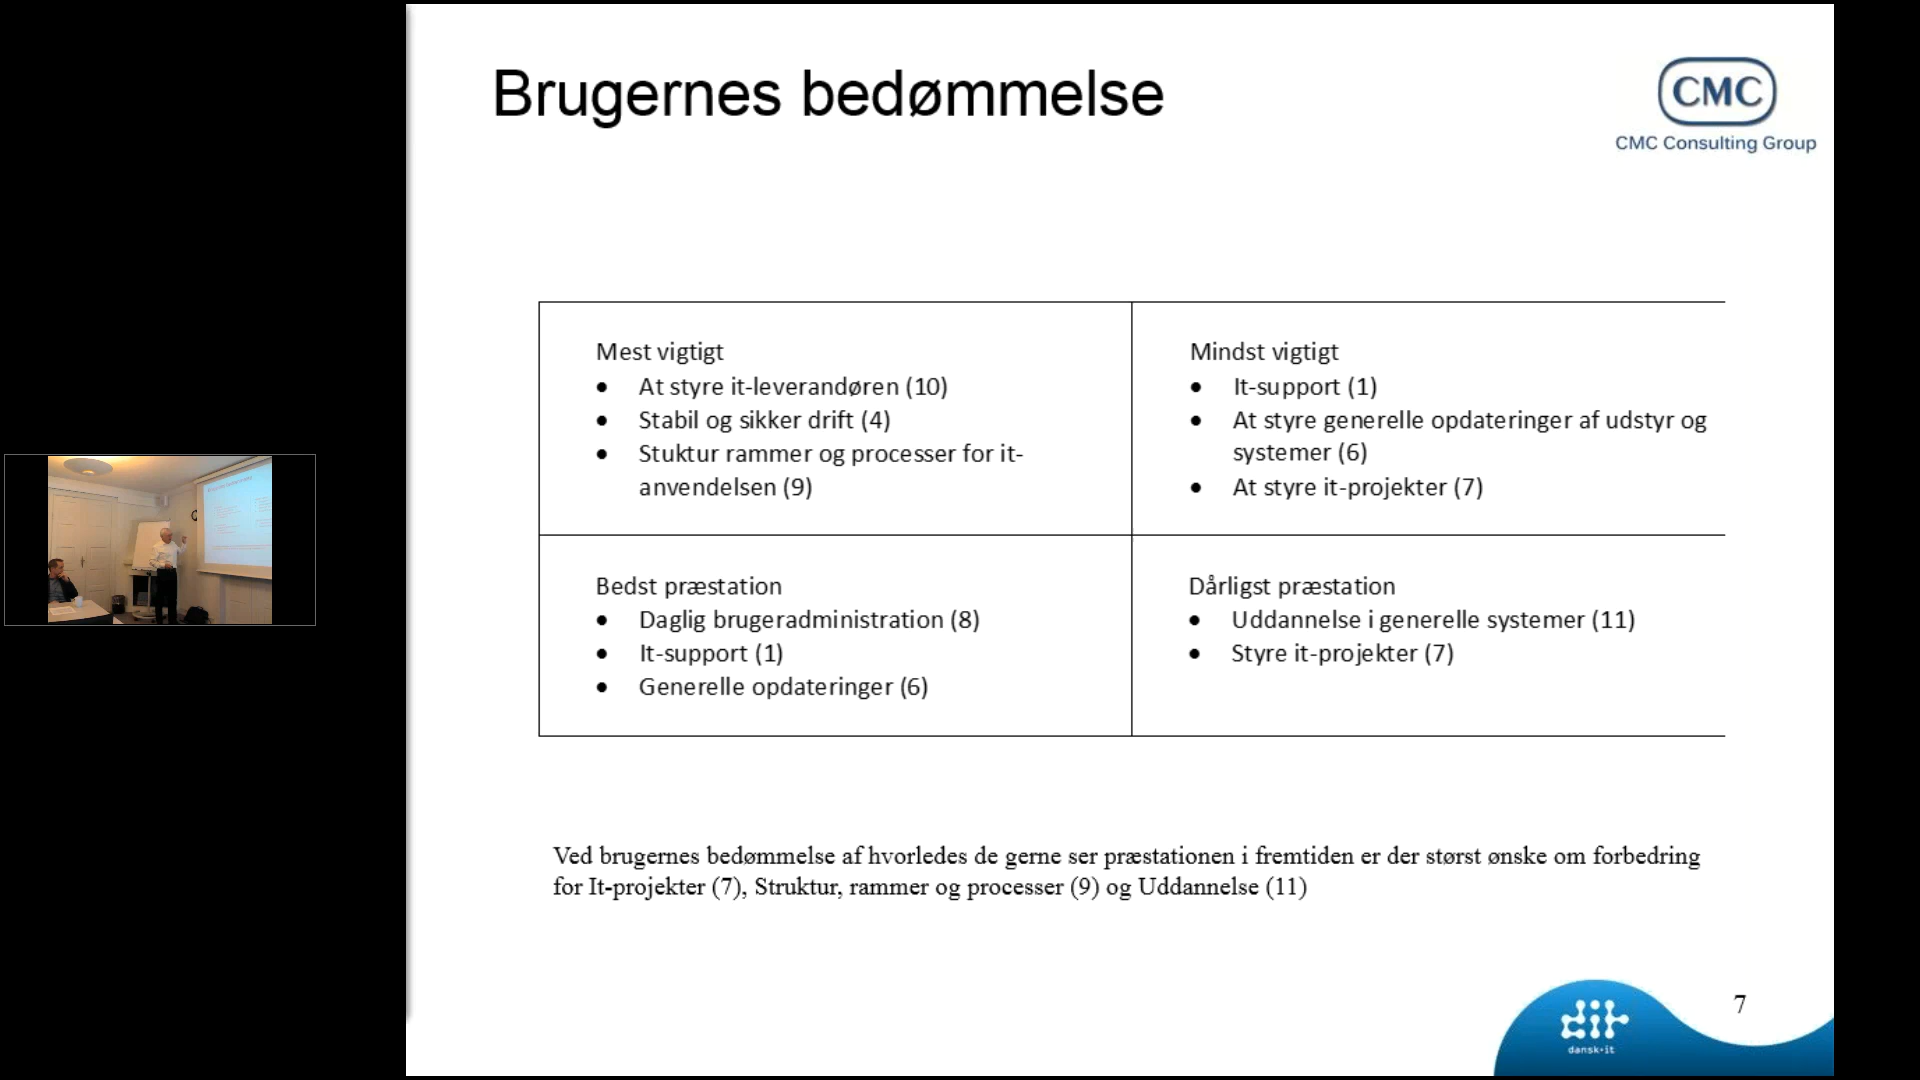 Brugernes bedømmelse
CMC
CMC Consulting Group
Mest vigtigt
• At styre it-leverandøren (10)
• Stabil og sikker drift (4)
• Stuktur rammer og processer for it-
anvendelsen (9)
Mindst vigtigt
• It-support (1)
• At styre generelle opdateringer af udstyr og
systemer (6)
• At styre it-projekter (7)
Bedst præstation
• Daglig brugeradministration (8)
• It-support (1)
• Generelle opdateringer (6)
Dårligst præstation
• Uddannelse i generelle systemer (11)
• Styre it-projekter (7)
Ved brugernes bedømmelse af hvorledes de gerne ser præstationen i fremtiden er der størst ønske om forbedring
for It-projekter (7), Struktur, rammer og processer (9) og Uddannelse (11)
dit
dansk-it
7